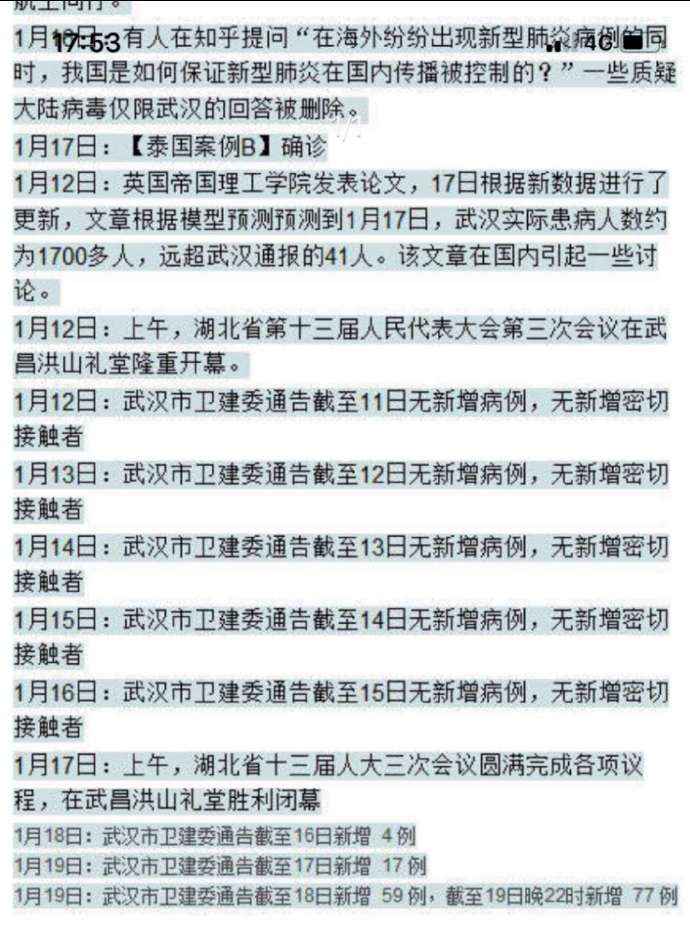 航上同行。
17:53
4G
1月16日：有人在知乎提问“在海外纷纷出现新型肺炎病例的同
时，我国是如何保证新型肺炎在国内传播被控制的？”一些质疑
大陆病毒仅限武汉的回答被删除。
1/1
1月17日：【泰国案例B】确诊
1月12日：英国帝国理工学院发表论文，17日根据新数据进行了
更新，文章根据模型预测预测到1月17日，武汉实际患病人数约
为1700多人，远超武汉通报的41人。该文章在国内引起一些讨
论。
1月12日：上午，湖北省第十三届人民代表大会第三次会议在武
昌洪山礼堂隆重开幕。
1月12日：武汉市卫建委通告截至11日无新增病例，无新增密切
接触者
1月13日：武汉市卫建委通告截至12日无新增病例，无新增密切
接触者
1月14日：武汉市卫建委通告截至13日无新增病例，无新增密切
接触者
1月15日：武汉市卫建委通告截至14日无新增病例，无新增密切
接触者
1月16日：武汉市卫建委通告截至15日无新增病例，无新增密切
接触者
1月17日：上午，湖北省十三届人大三次会议圆满完成各项议
程，在武昌洪山礼堂胜利闭幕
1月18日：武汉市卫建委通告截至16日新增 4 例
1月19日：武汉市卫建委通告截至17日新增 17 例
1月19日：武汉市卫建委通告截至18日新增 59 例，截至19日晚22时新增 77 例